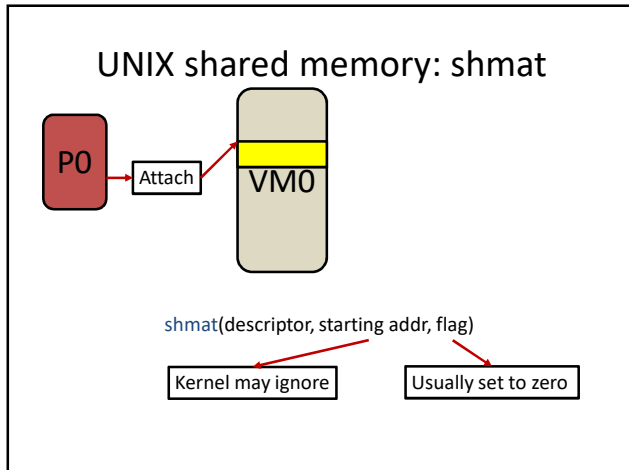 UNIX shared memory: shmat
P0
Attach
VM0
shmat(descriptor, starting addr, flag)
Kernel may ignore
Usually set to zero